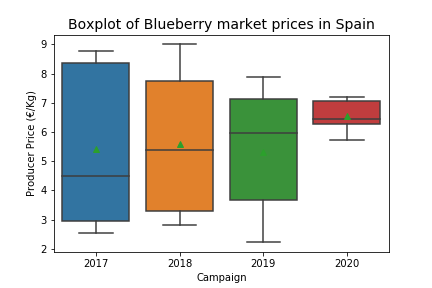 Boxplot of Blueberry market prices in Spain
9
8
7
6
5
4
3
2
Producer Price (€/Kg)
2017 2018 2019 2020
Campaign